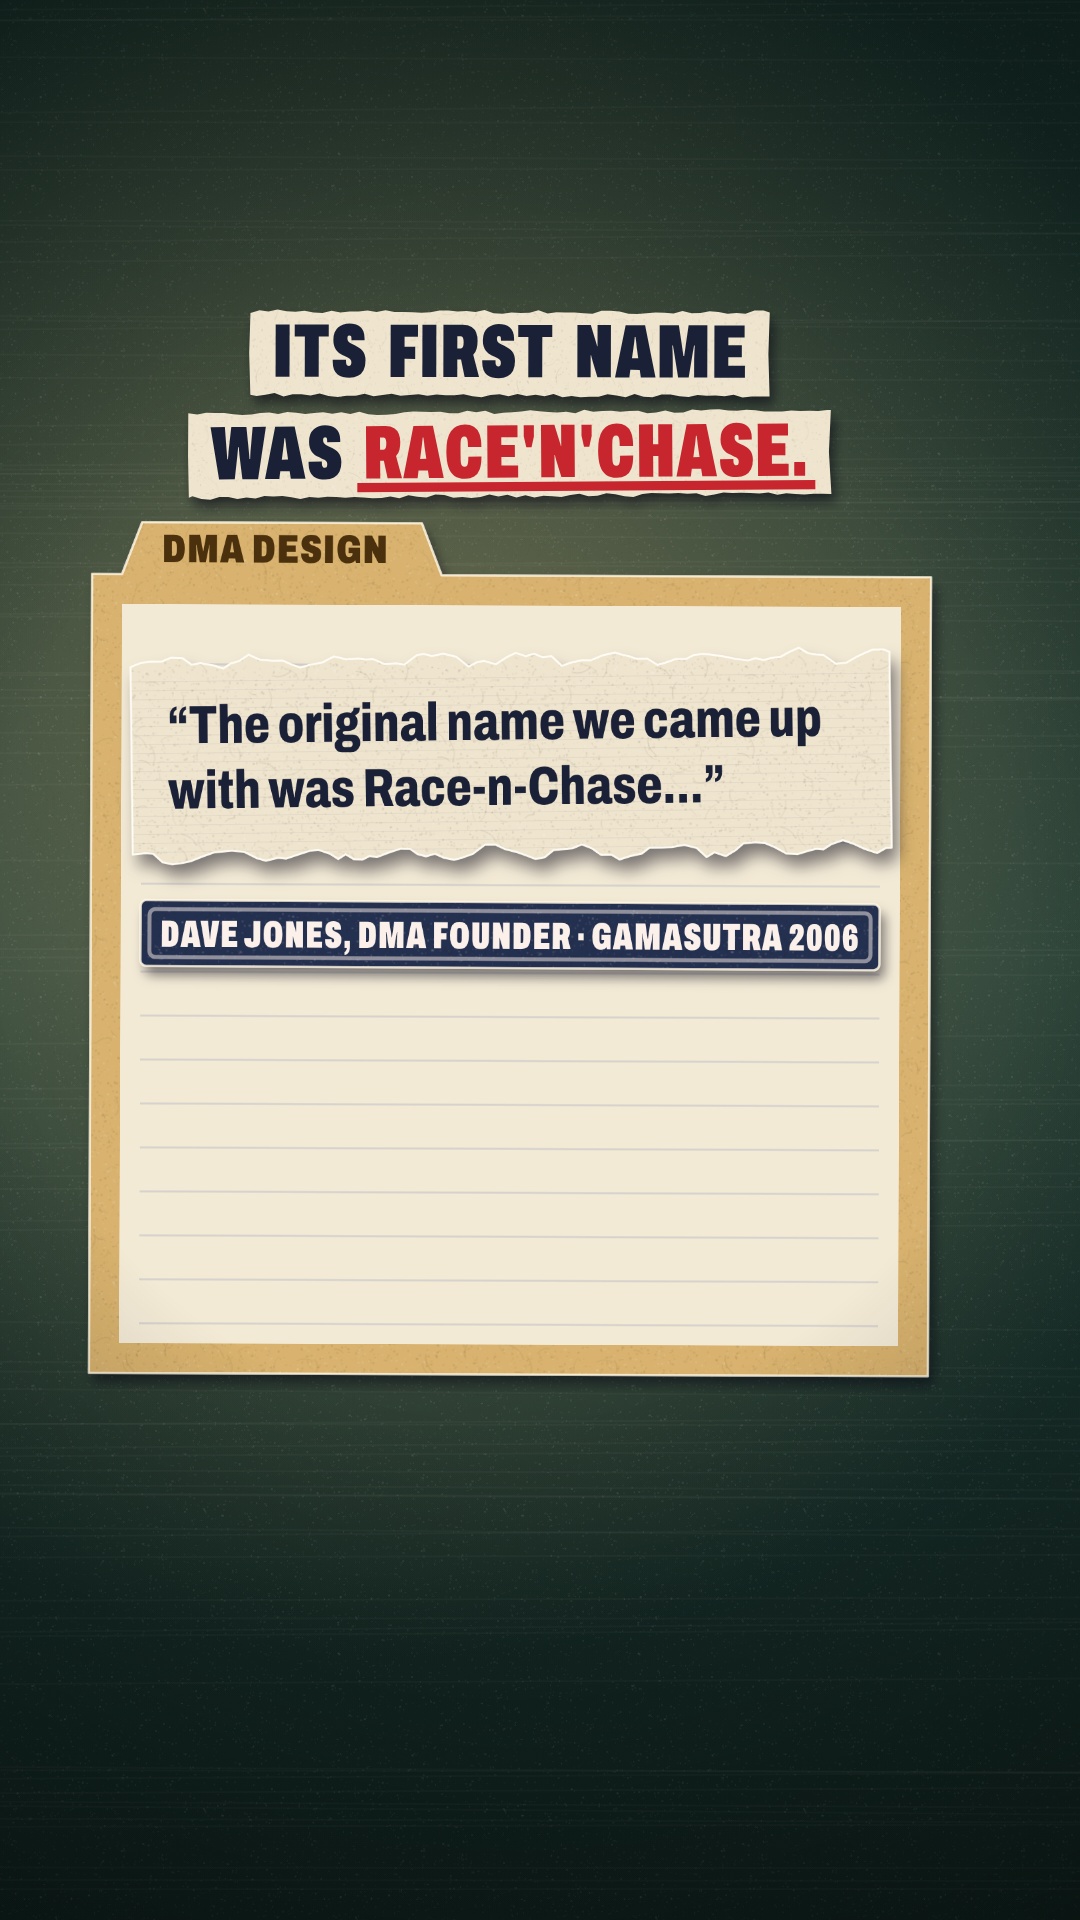 ITS FIRST NAME
WAS RACE'N'CHASE.
DMA DESIGN
“The original name we came up
with was Race-n-Chase...”
DAVE JONES, DMA FOUNDER · GAMASUTRA 2006